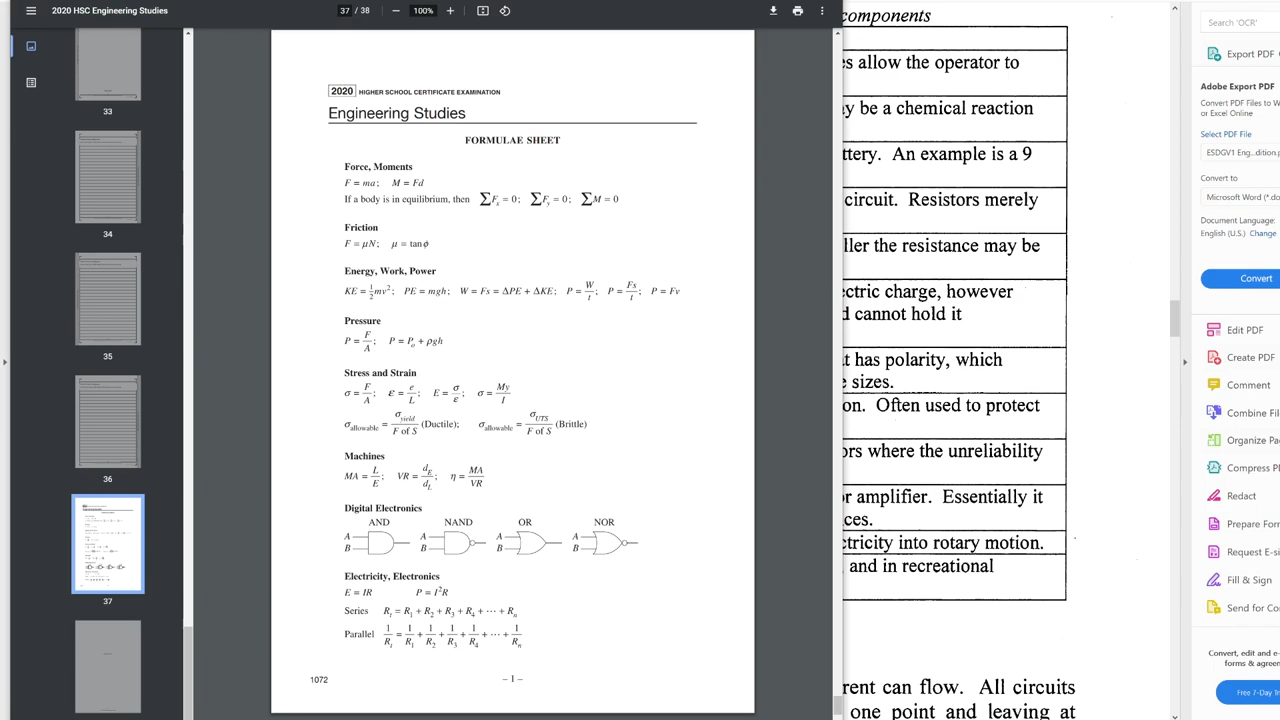 2020 HSC Engineering Studies
37 / 38
100%
33
34
35
36
37
2020 HIGHER SCHOOL CERTIFICATE EXAMINATION
Engineering Studies
FORMULAE SHEET
Force, Moments
F = ma; M = Fd
If a body is in equilibrium, then ∑Fₓ = 0; ∑F_y = 0; ∑M = 0
Friction
F = μN; μ = tanϕ
Energy, Work, Power
KE = ½mv²; PE = mgh; W = Fs = ΔPE + ΔKE; P = W/t; P = Fs/t; P = Fv
Pressure
P = F/A; P = Pₒ + ρgh
Stress and Strain
σ = F/A; ε = e/L; E = σ/ε; σ = My/I
σ_allowable = σ_yield/F of S (Ductile); σ_allowable = σ_UTS/F of S (Brittle)
Machines
MA = L/E; VR = d_E/d_L; η = MA/VR
Digital Electronics
AND NAND OR NOR
A A A A
B B B B
Electricity, Electronics
E = IR P = I²R
Series R_t = R₁ + R₂ + R₃ + R₄ + ⋯ + R_n
Parallel 1/R_t = 1/R₁ + 1/R₂ + 1/R₃ + 1/R₄ + ⋯ + 1/R_n
1072
– 1 –
components
es allow the operator to
y be a chemical reaction
ttery. An example is a 9
circuit. Resistors merely
ller the resistance may be
ectric charge, however
d cannot hold it
t has polarity, which
e sizes.
on. Often used to protect
ors where the unreliability
or amplifier. Essentially it
ces.
ctricity into rotary motion.
and in recreational
rent can flow. All circuits
one point and leaving at
Search 'OCR'
Export PDF
Adobe Export PDF
Convert PDF Files to W
or Excel Online
Select PDF File
ESDGV1 Eng...dition.p
Convert to
Microsoft Word (*.do
Document Language:
English (U.S.) Change
Convert
Edit PDF
Create PDF
Comment
Combine Fi
Organize Pa
Compress PD
Redact
Prepare For
Request E-si
Fill & Sign
Send for Co
Convert, edit and e-
forms & agreem
Free 7-Day Tr